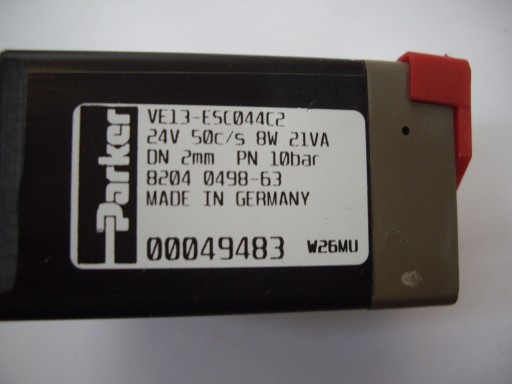 Parker
VE13-ESC044C2
24V 50c/s 8W 21VA
DN 2mm PN 10bar
8204 0498-63
MADE IN GERMANY
00049483 W26MU